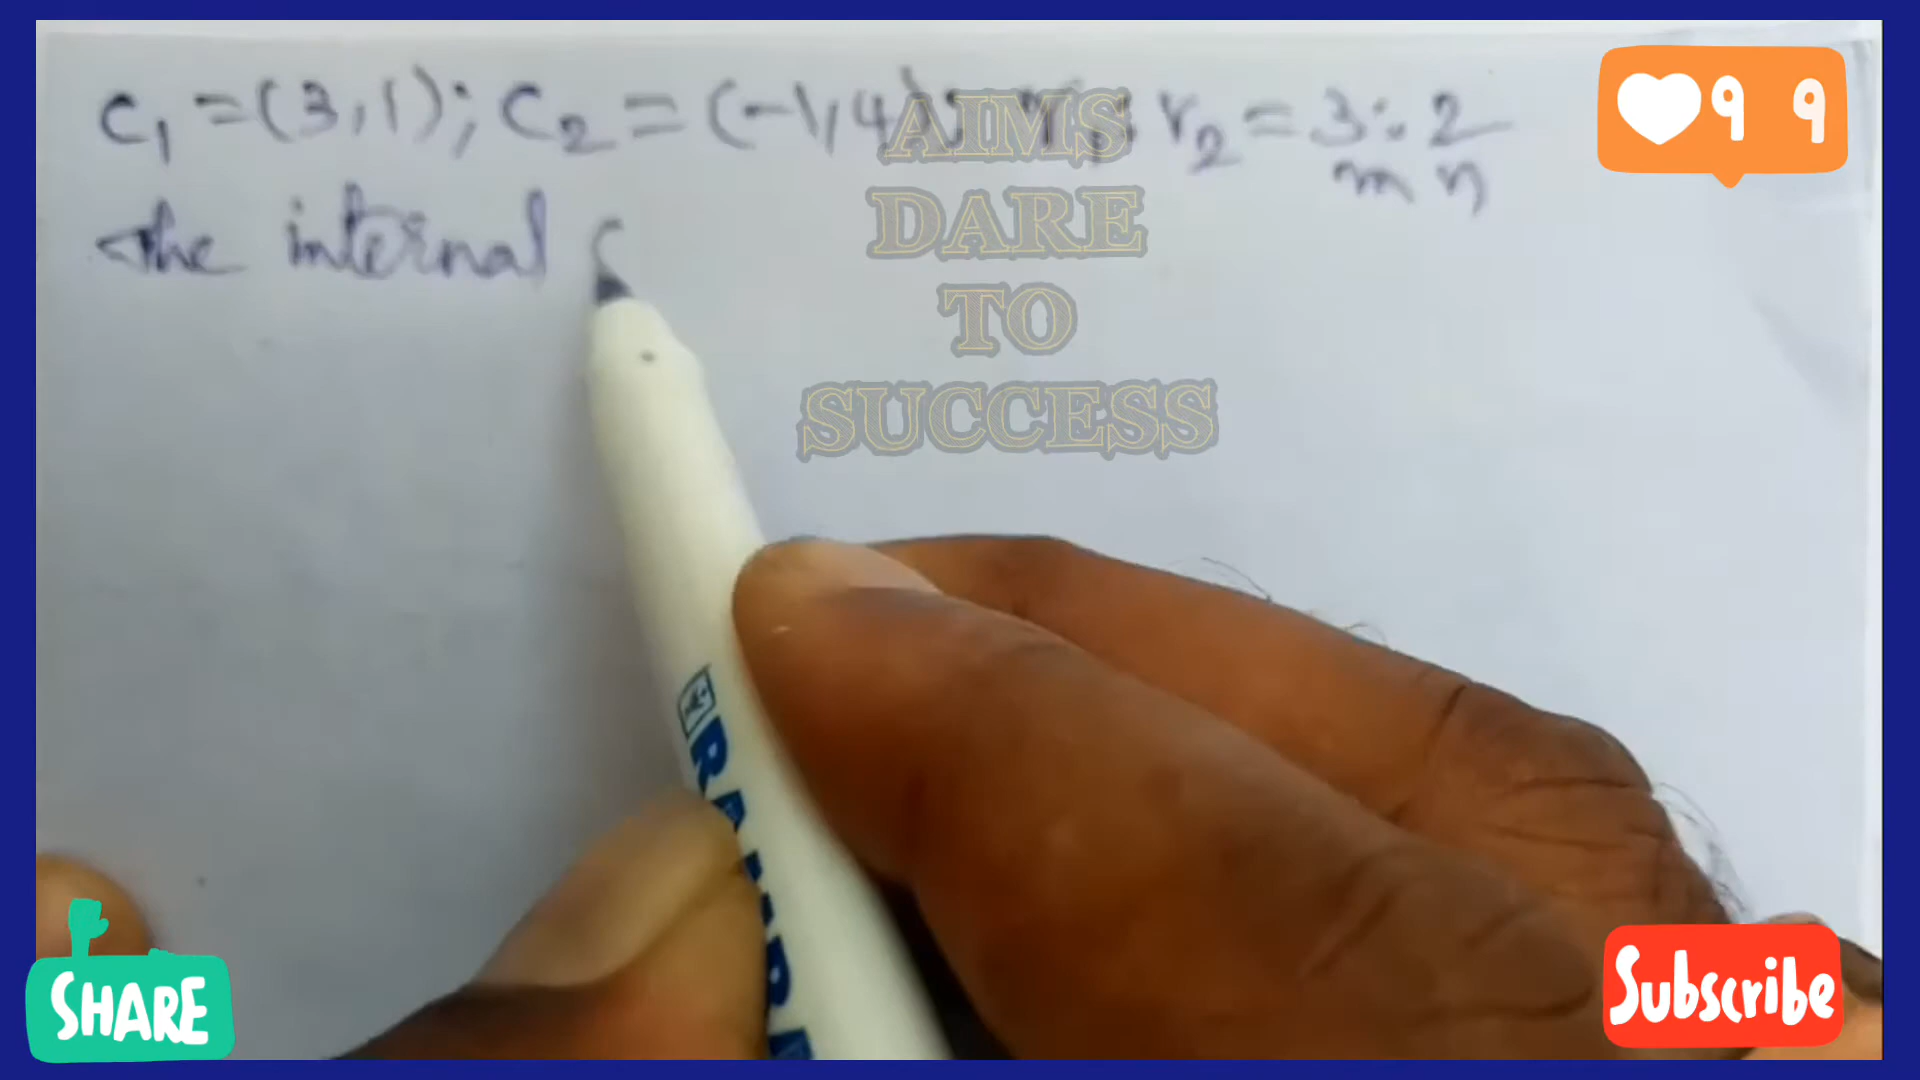 C₁ = (3,1); C₂ = (-1,4); r₁ : r₂ = 3 : 2
m n
The internal C
AIMS
DARE
TO
SUCCESS
9 9
SHARE
Subscribe